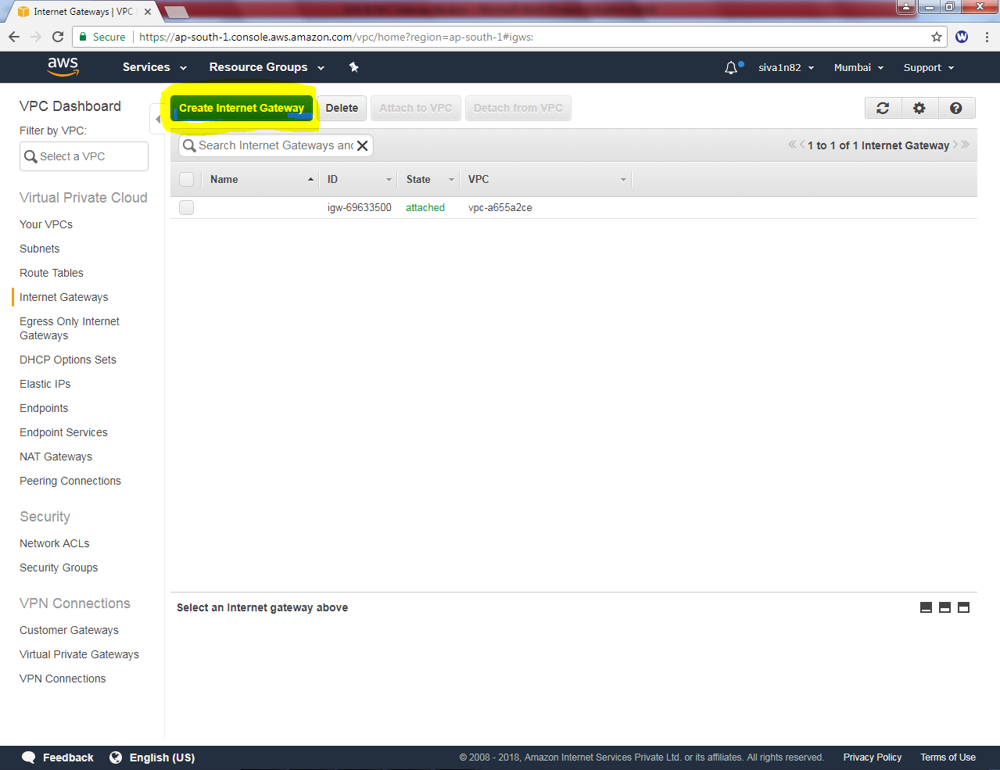 Internet Gateways | VPC
Secure
https://ap-south-1.console.aws.amazon.com/vpc/home?region=ap-south-1#igws:
W
aws
Services
Resource Groups
siva1n82
Mumbai
Support
VPC Dashboard
Filter by VPC:
Select a VPC
Virtual Private Cloud
Your VPCs
Subnets
Route Tables
Internet Gateways
Egress Only Internet
Gateways
DHCP Options Sets
Elastic IPs
Endpoints
Endpoint Services
NAT Gateways
Peering Connections
Security
Network ACLs
Security Groups
VPN Connections
Customer Gateways
Virtual Private Gateways
VPN Connections
Create Internet Gateway
Delete
Attach to VPC
Detach from VPC
Search Internet Gateways and
1 to 1 of 1 Internet Gateway
Name ID State VPC
igw-69633500 attached vpc-a655a2ce
Select an Internet gateway above
Feedback
English (US)
© 2008 - 2018, Amazon Internet Services Private Ltd. or its affiliates. All rights reserved.
Privacy Policy
Terms of Use